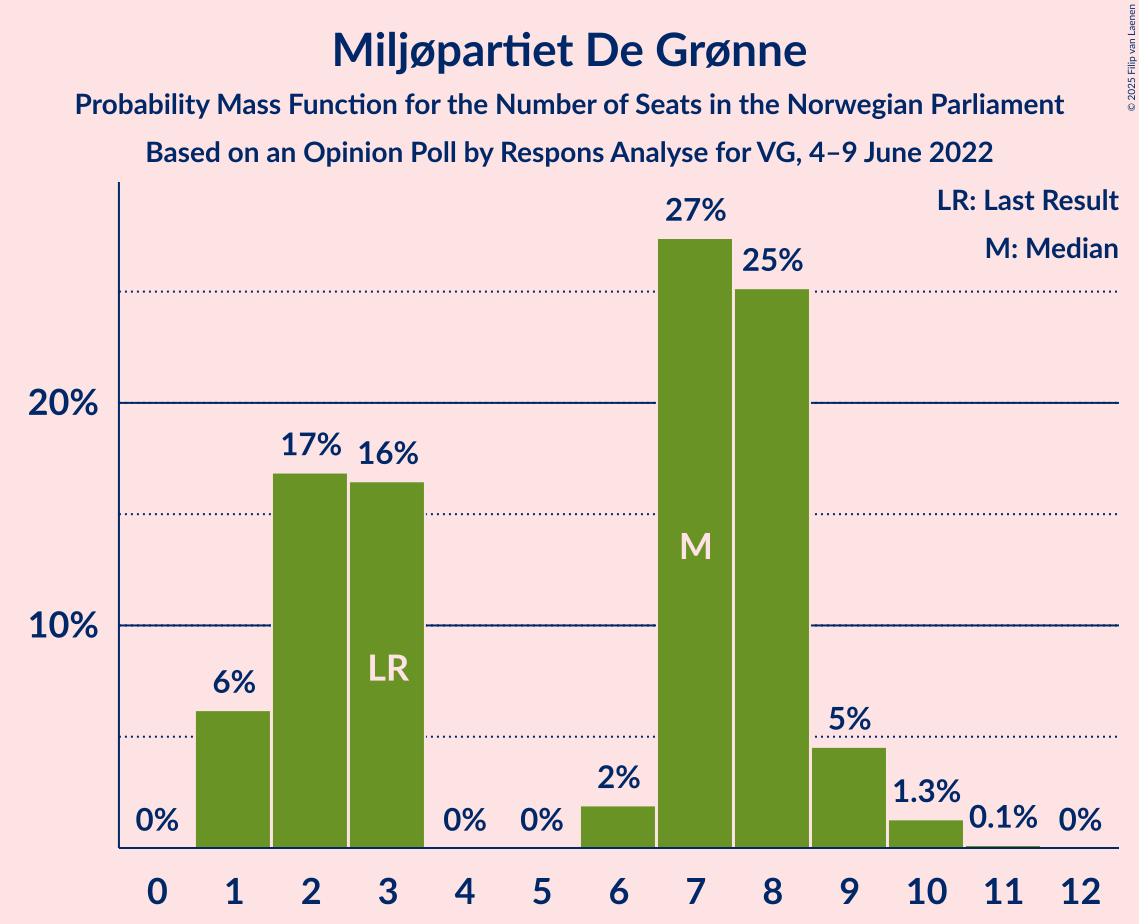 Miljøpartiet De Grønne
Probability Mass Function for the Number of Seats in the Norwegian Parliament
Based on an Opinion Poll by Respons Analyse for VG, 4–9 June 2022
© 2025 Filip van Laenen
LR: Last Result
M: Median
27%
25%
20%
17%
16%
M
10%
LR
6%
5%
2%
1.3%
0%
0%
0%
0.1%
0%
0 1 2 3 4 5 6 7 8 9 10 11 12